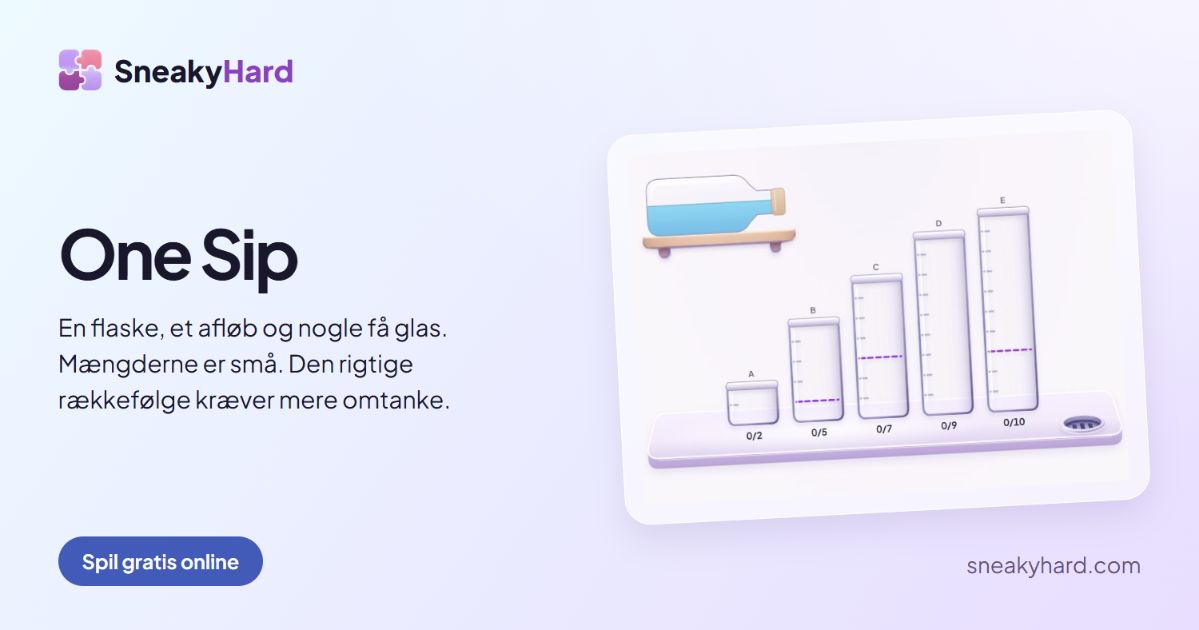 SneakyHard
One Sip
En flaske, et afløb og nogle få glas.
Mængderne er små. Den rigtige
rækkefølge kræver mere omtanke.
Spil gratis online
A
B
C
D
E
0/2
0/5
0/7
0/9
0/10
sneakyhard.com